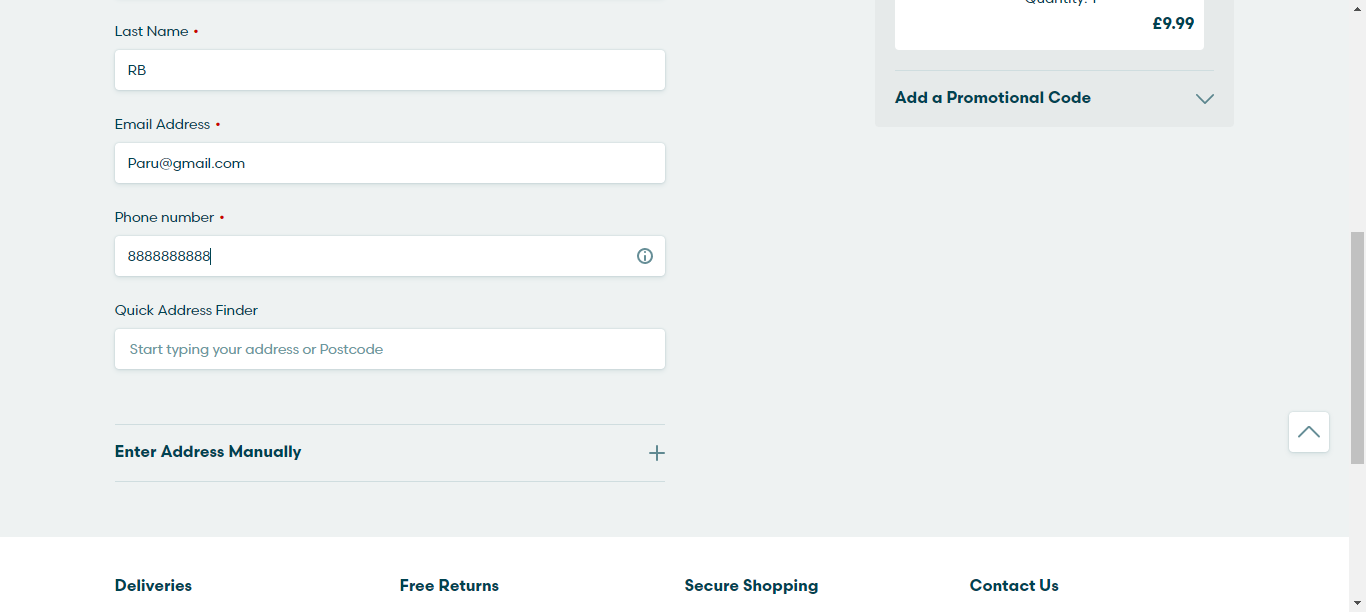 Last Name •
RB
Email Address •
Paru@gmail.com
Phone number •
8888888888
Quick Address Finder
Start typing your address or Postcode
Enter Address Manually
Quantity: 1
£9.99
Add a Promotional Code
Deliveries
Free Returns
Secure Shopping
Contact Us